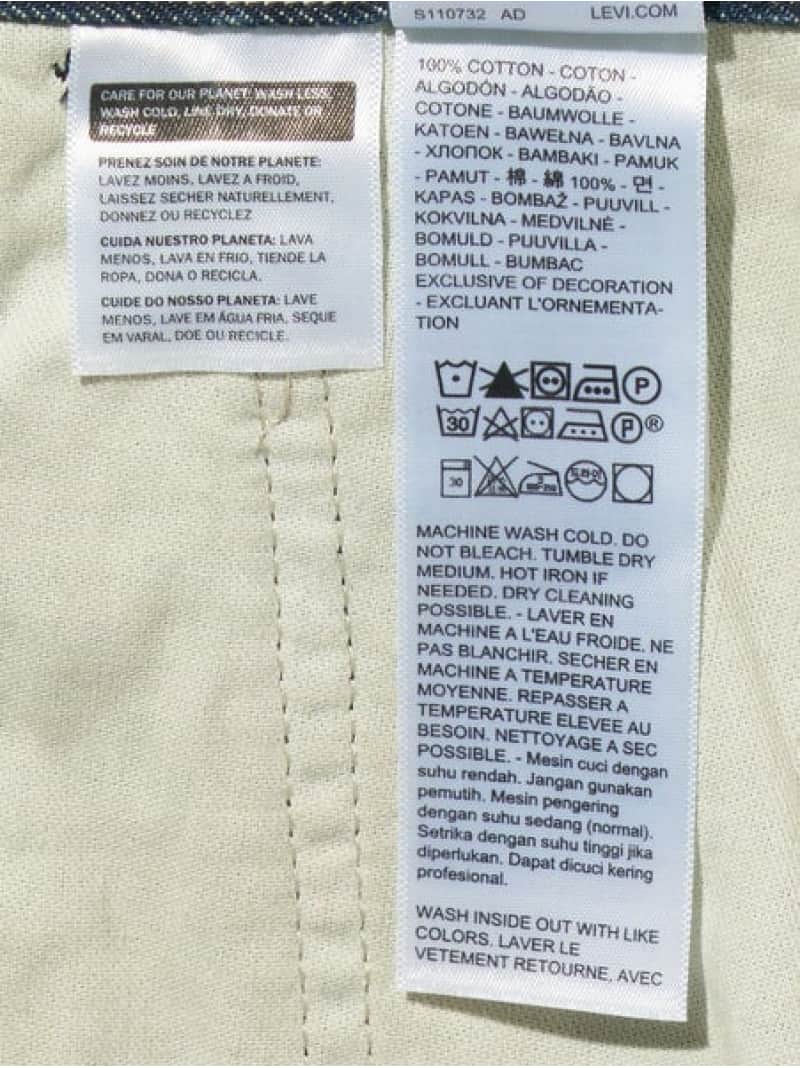 CARE FOR OUR PLANET: WASH LESS,
WASH COLD, LINE DRY, DONATE OR
RECYCLE
PRENEZ SOIN DE NOTRE PLANETE:
LAVEZ MOINS, LAVEZ A FROID,
LAISSEZ SECHER NATURELLEMENT,
DONNEZ OU RECYCLEZ
CUIDA NUESTRO PLANETA: LAVA
MENOS, LAVA EN FRIO, TIENDE LA
ROPA, DONA O RECICLA.
CUIDE DO NOSSO PLANETA: LAVE
MENOS, LAVE EM ÁGUA FRIA, SEQUE
EM VARAL, DOE OU RECICLE.
S110732 AD LEVI.COM
100% COTTON - COTON -
ALGODÓN - ALGODÃO -
COTONE - BAUMWOLLE -
KATOEN - BAWEŁNA - BAVLNA
- ХЛОПОК - BAMBAKI - PAMUK
- PAMUT - 棉 - 綿 100% - 면 -
KAPAS - BOMBAŽ - PUUVILL -
KOKVILNA - MEDVILNĖ -
BOMULD - PUUVILLA -
BOMULL - BUMBAC
EXCLUSIVE OF DECORATION
- EXCLUANT L'ORNEMENTA-
TION
P
30 P®
30 드라이
MACHINE WASH COLD. DO
NOT BLEACH. TUMBLE DRY
MEDIUM. HOT IRON IF
NEEDED. DRY CLEANING
POSSIBLE. - LAVER EN
MACHINE A L'EAU FROIDE. NE
PAS BLANCHIR. SECHER EN
MACHINE A TEMPERATURE
MOYENNE. REPASSER A
TEMPERATURE ELEVEE AU
BESOIN. NETTOYAGE A SEC
POSSIBLE. - Mesin cuci dengan
suhu rendah. Jangan gunakan
pemutih. Mesin pengering
dengan suhu sedang (normal).
Setrika dengan suhu tinggi jika
diperlukan. Dapat dicuci kering
profesional.
WASH INSIDE OUT WITH LIKE
COLORS. LAVER LE
VETEMENT RETOURNE, AVEC